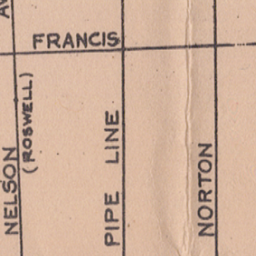 FRANCIS
NELSON
(ROSWELL)
PIPE LINE
NORTON